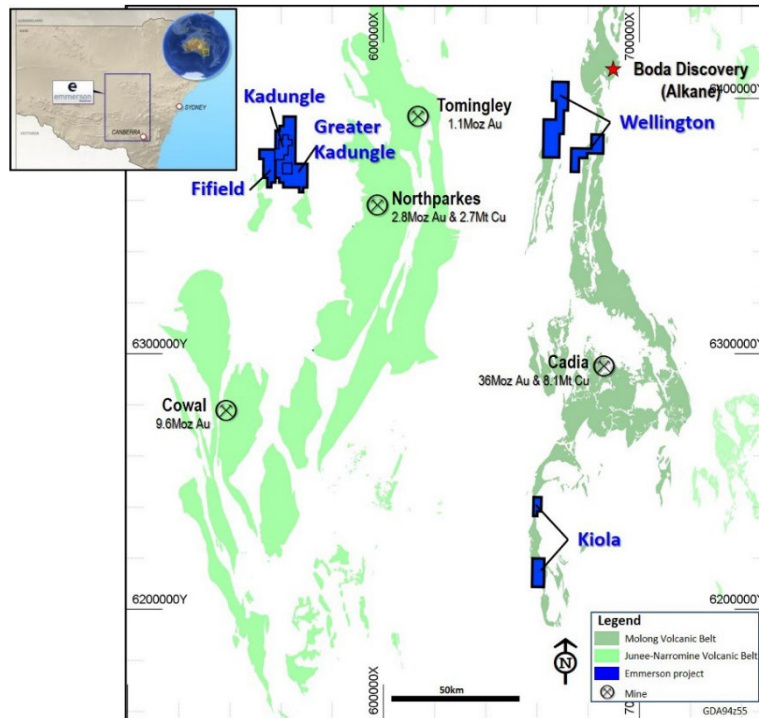 600000X
700000X
Boda Discovery
(Alkane)
6400000Y
Kadungle
Tomingley
1.1Moz Au
Greater
Kadungle
Wellington
Fifield
Northparkes
2.8Moz Au & 2.7Mt Cu
e
emmerson
SYDNEY
CANBERRA
6300000Y
6300000Y
Cadia
36Moz Au & 8.1Mt Cu
Cowal
9.6Moz Au
Kiola
6200000Y
6200000Y
N
Legend
Molong Volcanic Belt
Junee-Narromine Volcanic Belt
Emmerson project
Mine
600000X
50km
GDA94z55